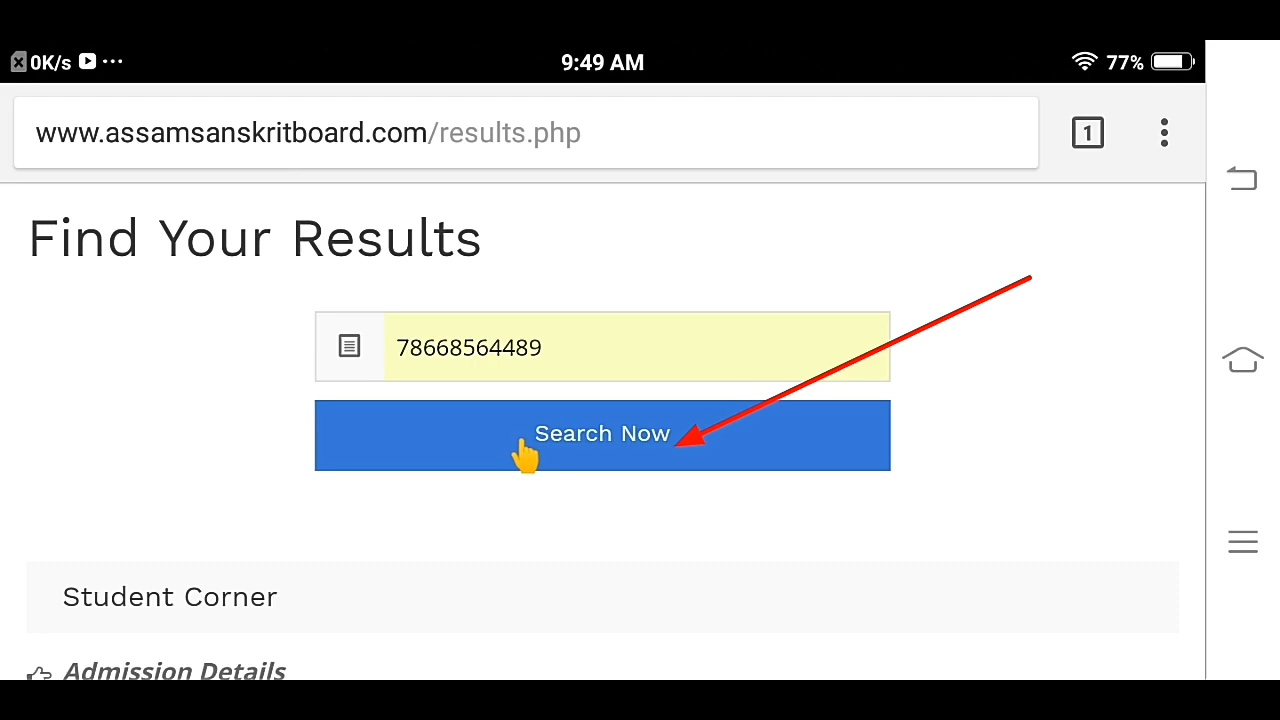 0K/s ...
9:49 AM
77%
www.assamsanskritboard.com/results.php
1
Find Your Results
78668564489
Search Now
Student Corner
Admission Details